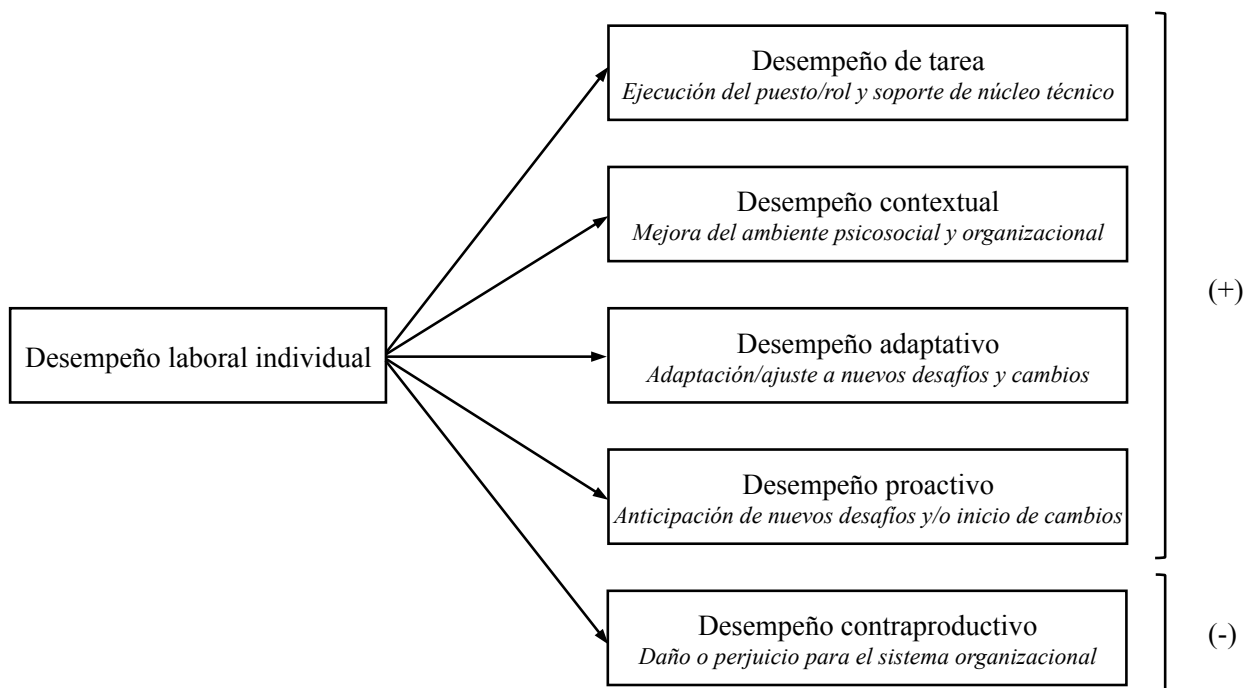 Desempeño de tarea
Ejecución del puesto/rol y soporte de núcleo técnico
Desempeño contextual
Mejora del ambiente psicosocial y organizacional
(+)
Desempeño laboral individual
Desempeño adaptativo
Adaptación/ajuste a nuevos desafíos y cambios
Desempeño proactivo
Anticipación de nuevos desafíos y/o inicio de cambios
Desempeño contraproductivo
Daño o perjuicio para el sistema organizacional
(-)